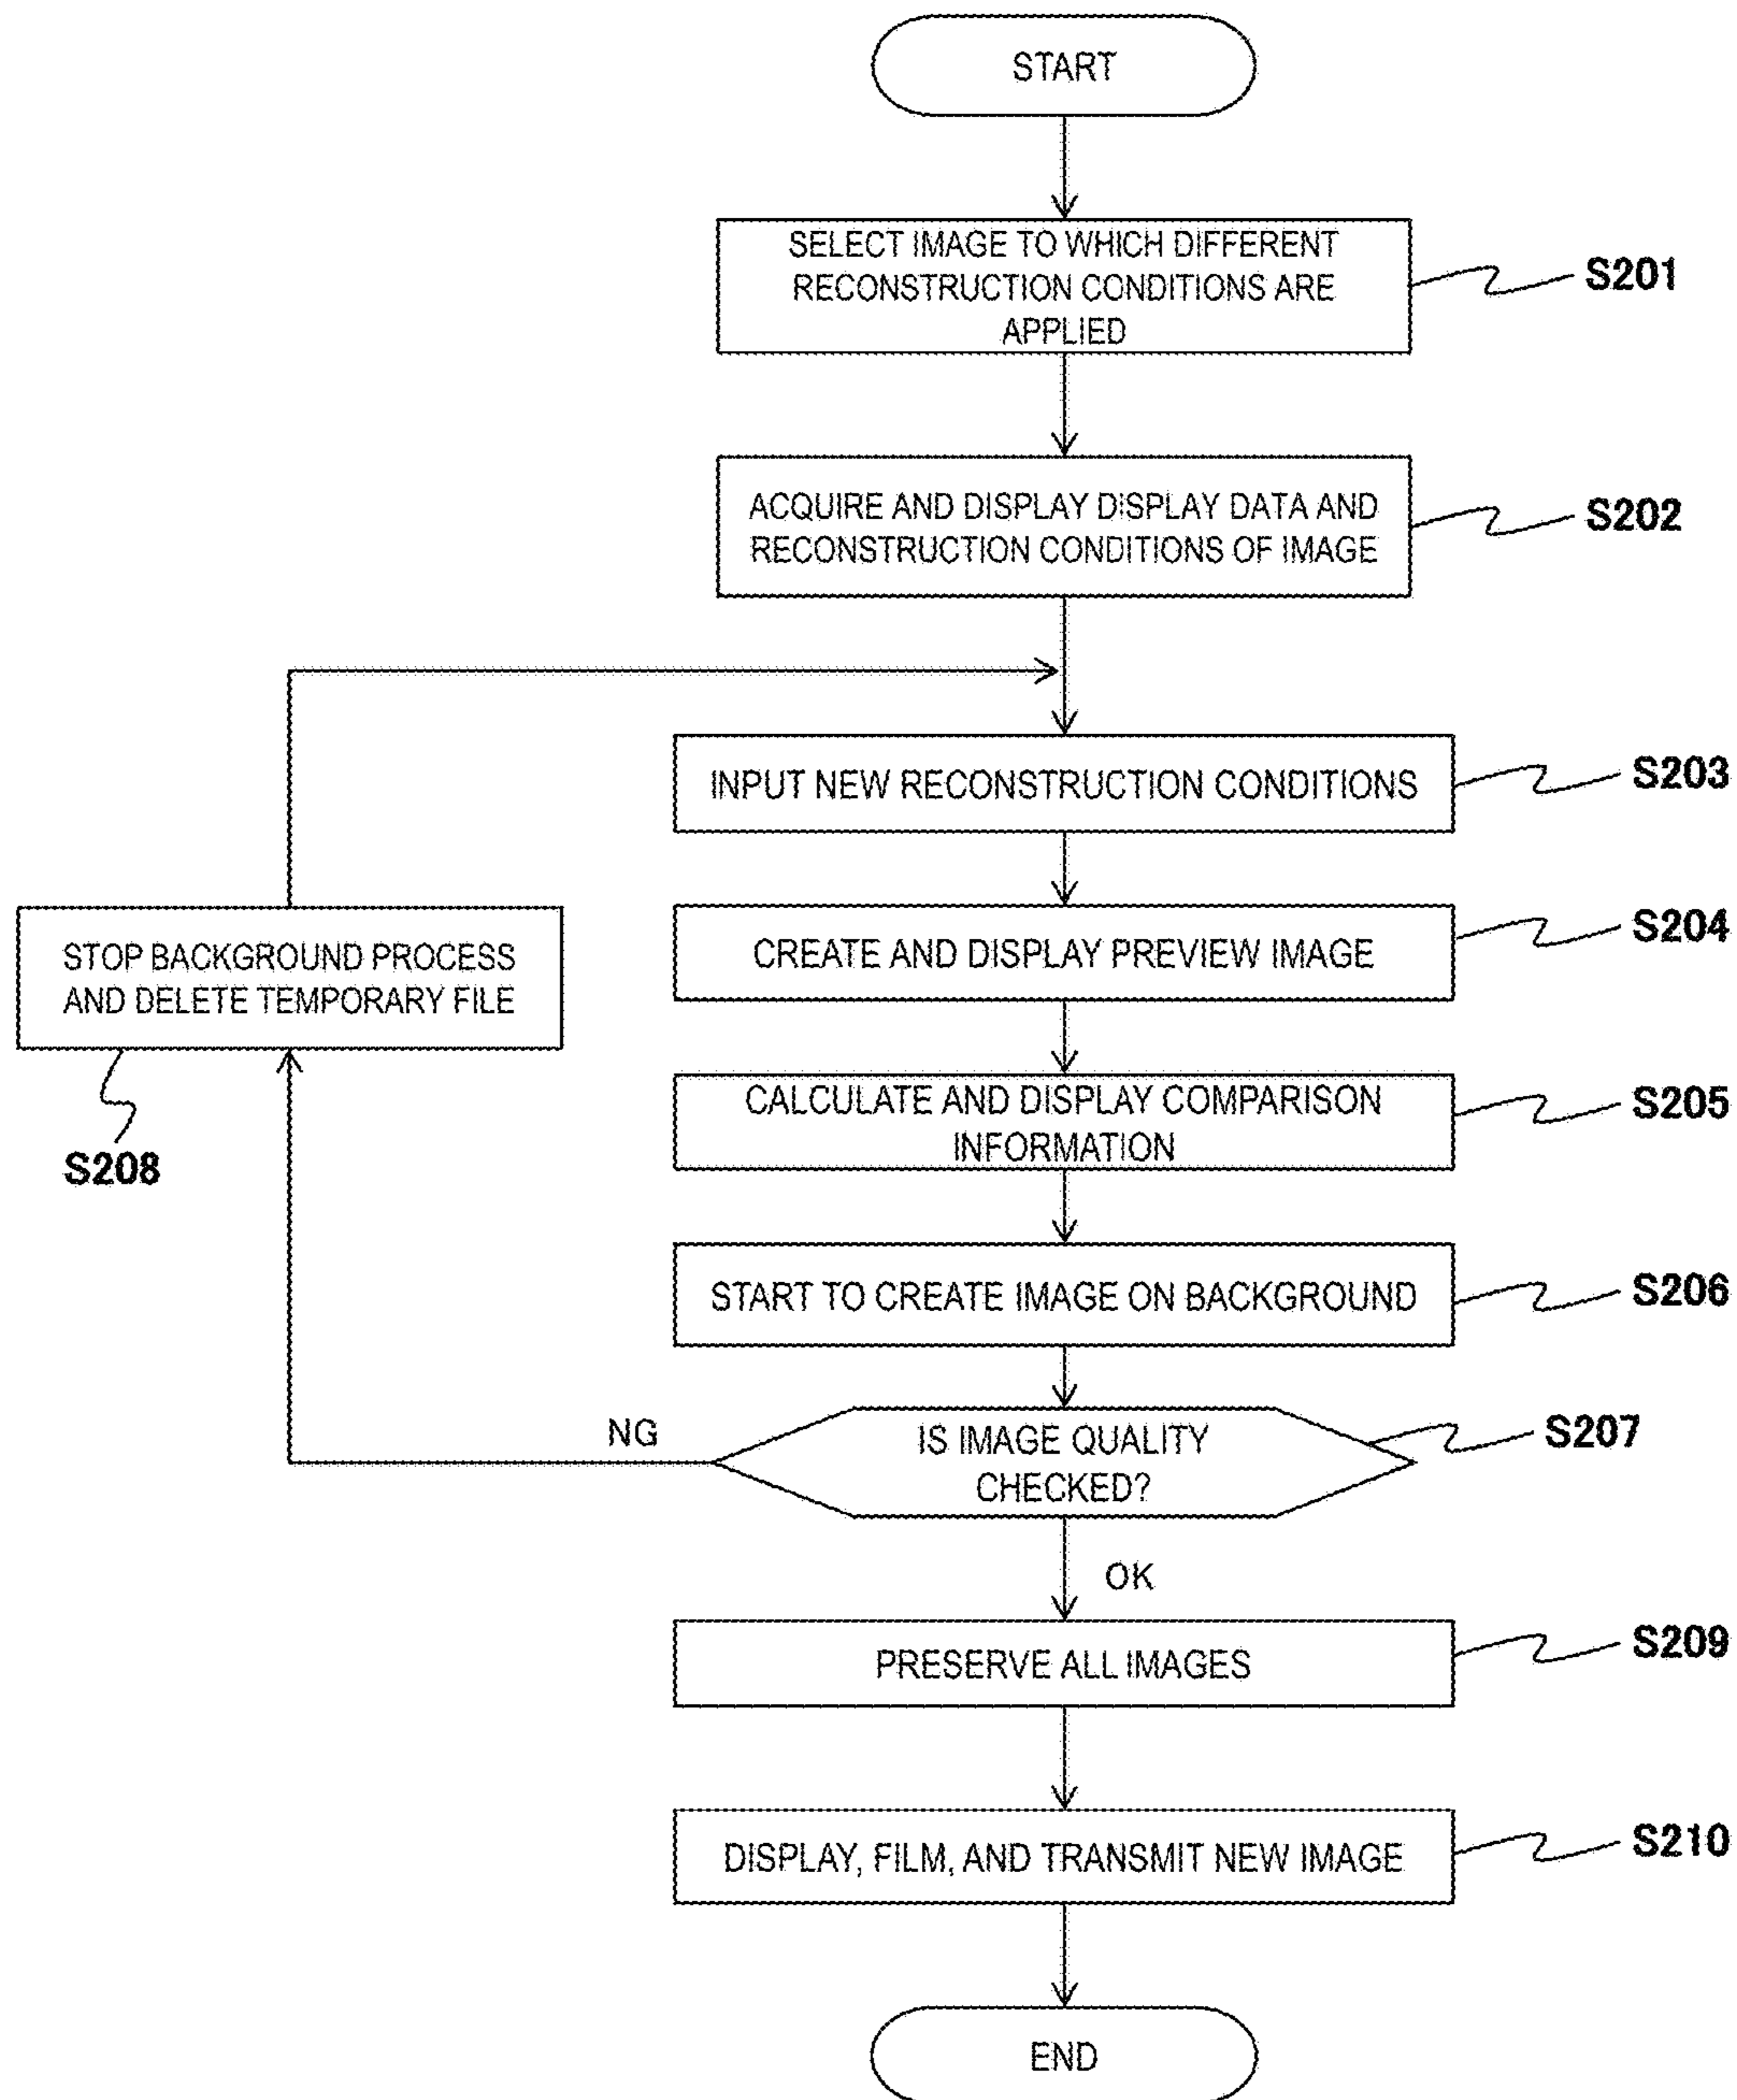 START
SELECT IMAGE TO WHICH DIFFERENT
RECONSTRUCTION CONDITIONS ARE
APPLIED
S201
ACQUIRE AND DISPLAY DISPLAY DATA AND
RECONSTRUCTION CONDITIONS OF IMAGE
S202
INPUT NEW RECONSTRUCTION CONDITIONS
S203
CREATE AND DISPLAY PREVIEW IMAGE
S204
STOP BACKGROUND PROCESS
AND DELETE TEMPORARY FILE
S208
CALCULATE AND DISPLAY COMPARISON
INFORMATION
S205
START TO CREATE IMAGE ON BACKGROUND
S206
NG
IS IMAGE QUALITY
CHECKED?
S207
OK
PRESERVE ALL IMAGES
S209
DISPLAY, FILM, AND TRANSMIT NEW IMAGE
S210
END